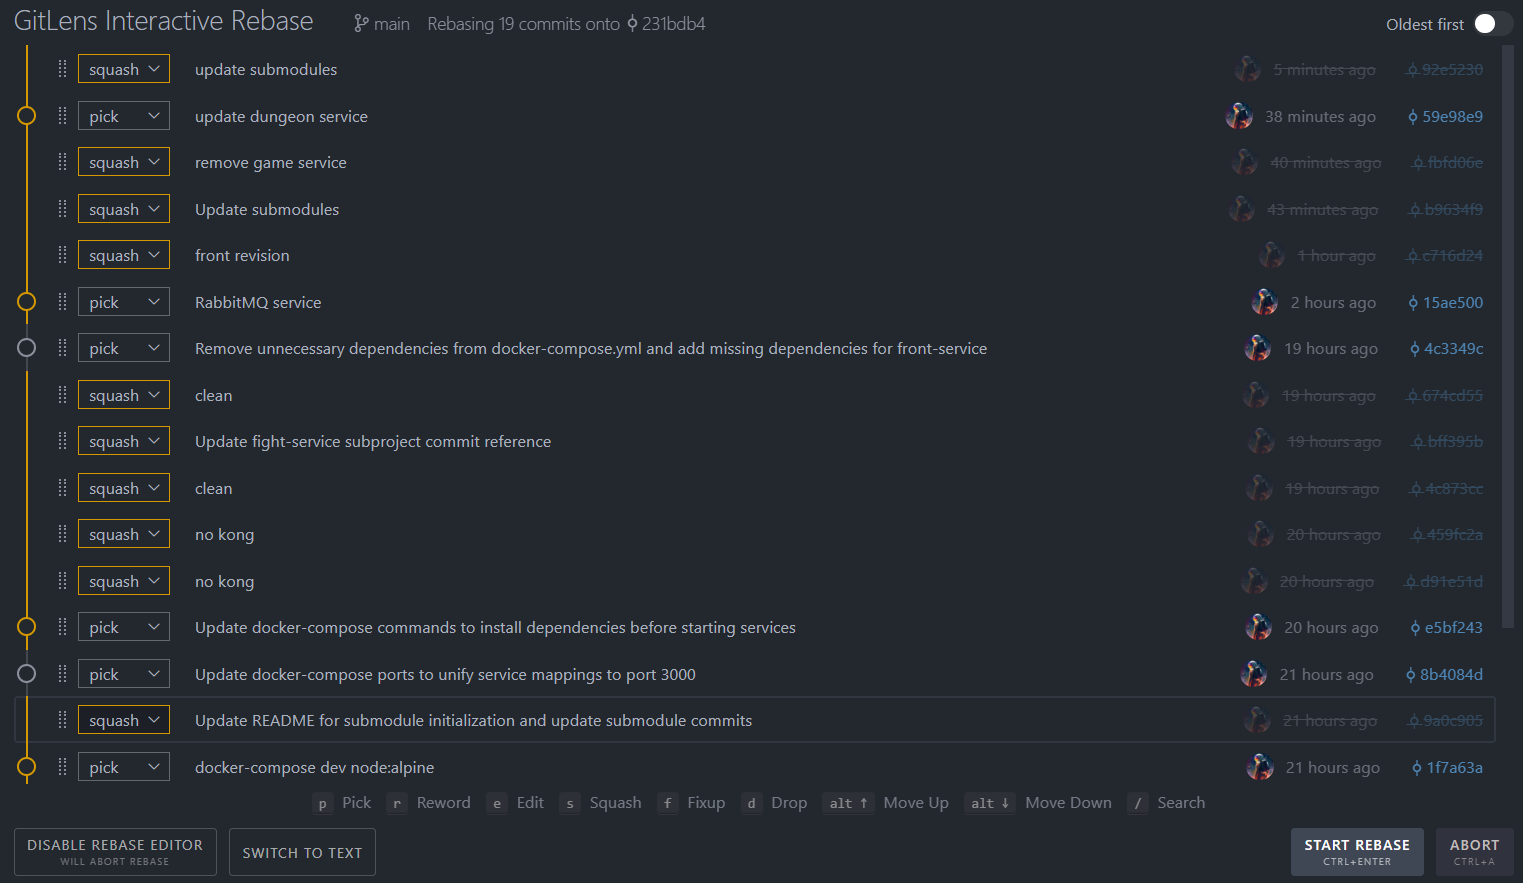 GitLens Interactive Rebase main Rebasing 19 commits onto 231bdb4 Oldest first
squash update submodules 5 minutes ago 92e5230
pick update dungeon service 38 minutes ago 59e98e9
squash remove game service 40 minutes ago fbfd06e
squash Update submodules 43 minutes ago b9634f9
squash front revision 1 hour ago c716d24
pick RabbitMQ service 2 hours ago 15ae500
pick Remove unnecessary dependencies from docker-compose.yml and add missing dependencies for front-service 19 hours ago 4c3349c
squash clean 19 hours ago 674cd55
squash Update fight-service subproject commit reference 19 hours ago bff395b
squash clean 19 hours ago 4c873cc
squash no kong 20 hours ago 459fc2a
squash no kong 20 hours ago d91e51d
pick Update docker-compose commands to install dependencies before starting services 20 hours ago e5bf243
pick Update docker-compose ports to unify service mappings to port 3000 21 hours ago 8b4084d
squash Update README for submodule initialization and update submodule commits 21 hours ago 9a0c905
pick docker-compose dev node:alpine 21 hours ago 1f7a63a
p Pick r Reword e Edit s Squash f Fixup d Drop alt ↑ Move Up alt ↓ Move Down / Search
DISABLE REBASE EDITOR SWITCH TO TEXT START REBASE ABORT
WILL ABORT REBASE CTRL+ENTER CTRL+A